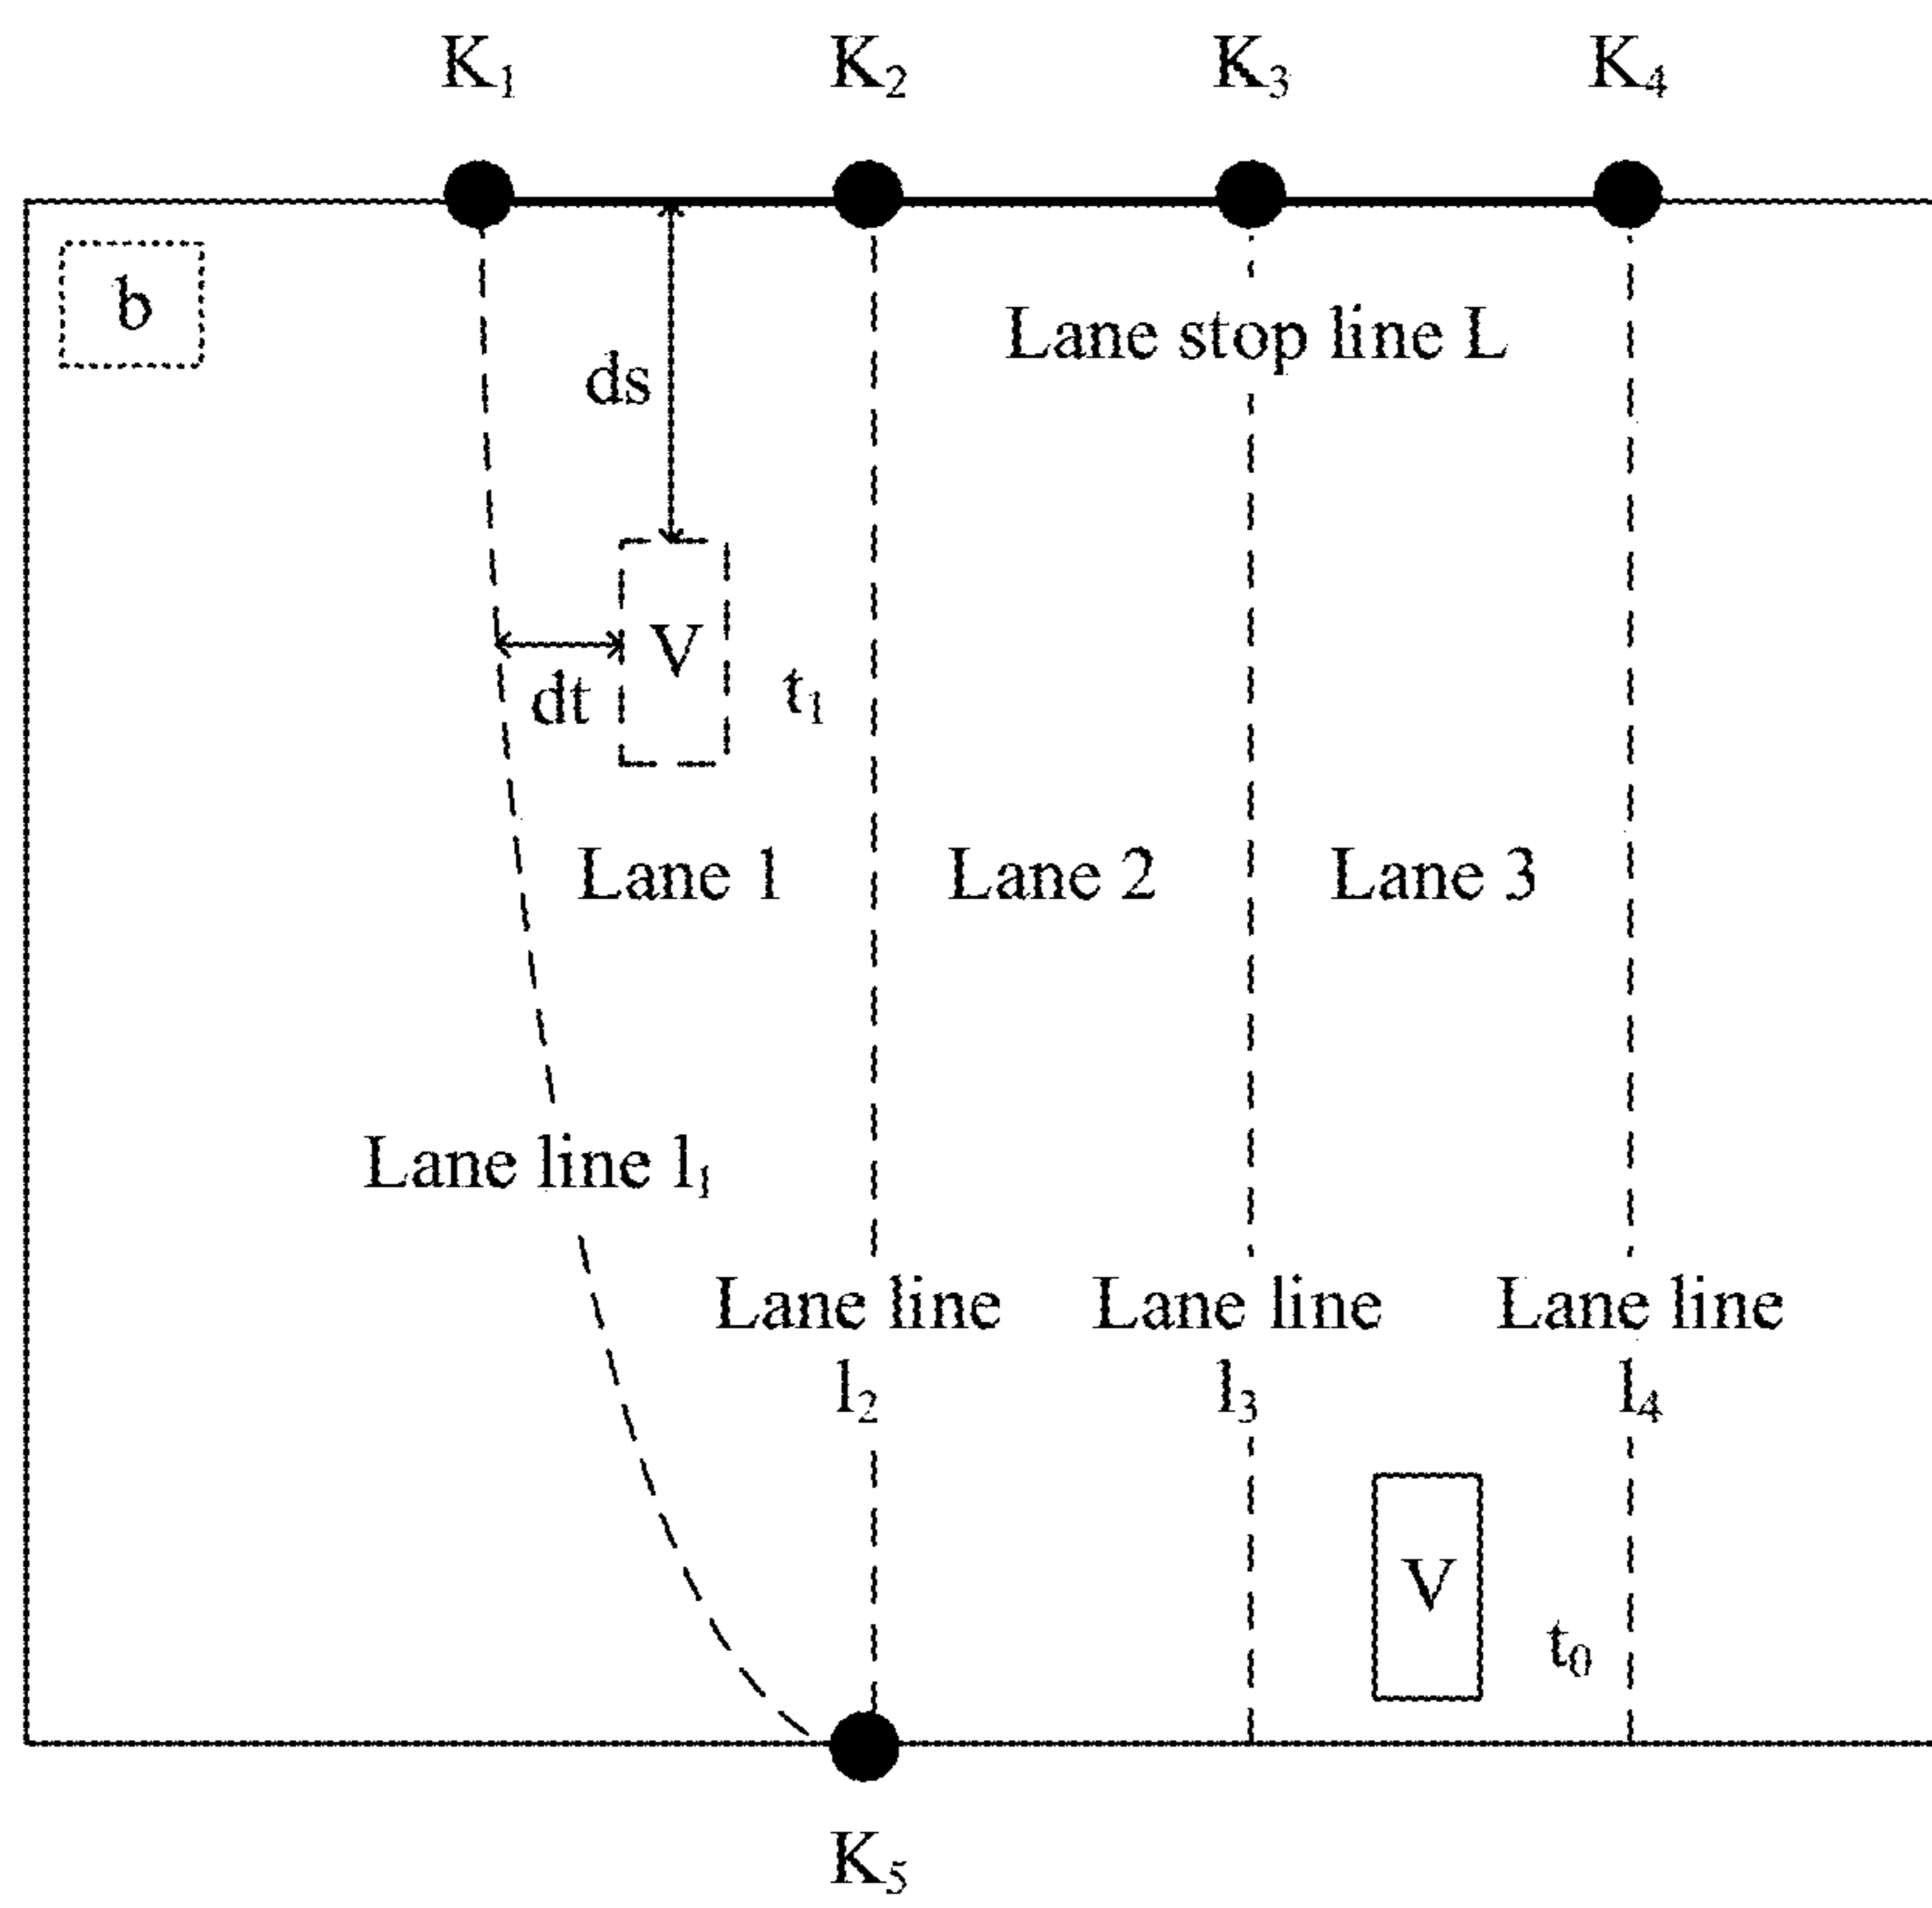 K₁ K₂ K₃ K₄
b
Lane stop line L
ds
V
dt
t₁
Lane 1 Lane 2 Lane 3
Lane line l₁
Lane line Lane line Lane line
l₂ l₃ l₄
V
t₀
K₅